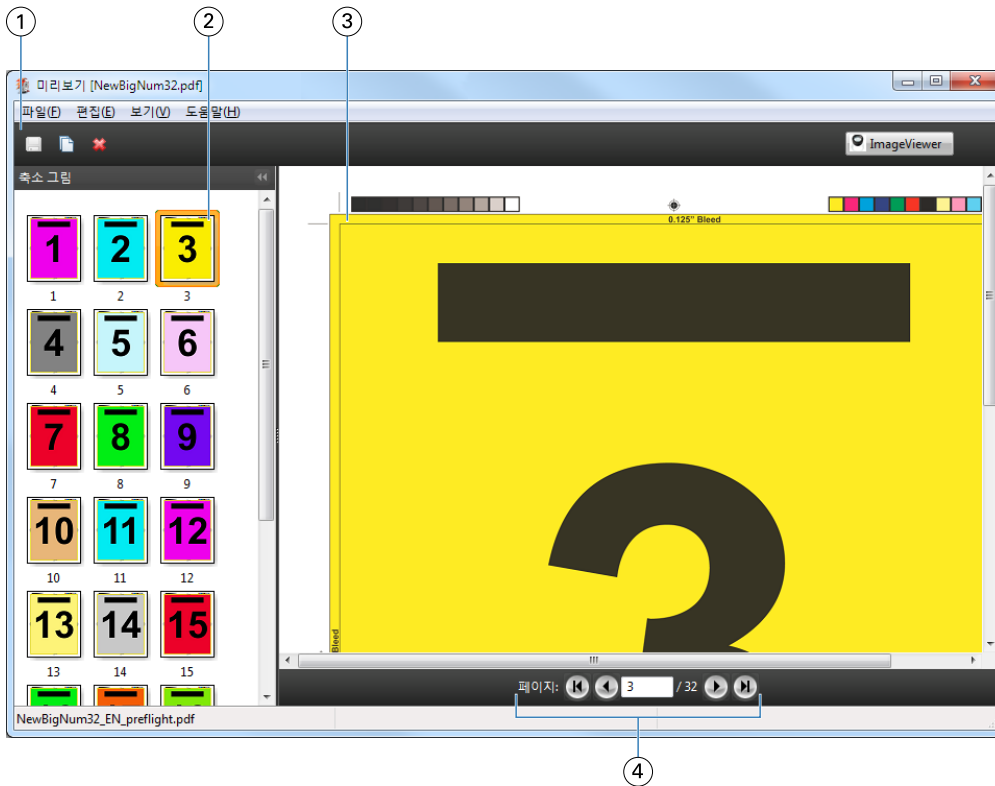 1 2 3
미리보기 [NewBigNum32.pdf]
파일(F) 편집(E) 보기(V) 도움말(H)
ImageViewer
축소 그림
1 2 3
1 2 3
4 5 6
4 5 6
7 8 9
7 8 9
10 11 12
10 11 12
13 14 15
13 14 15
0.125" Bleed
3
Bleed
페이지: 3 / 32
NewBigNum32_EN_preflight.pdf
4